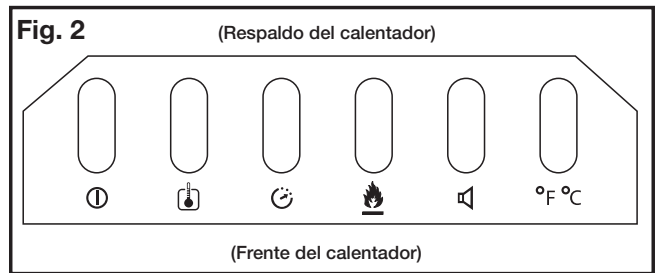 Fig. 2
(Respaldo del calentador)
°F °C
(Frente del calentador)